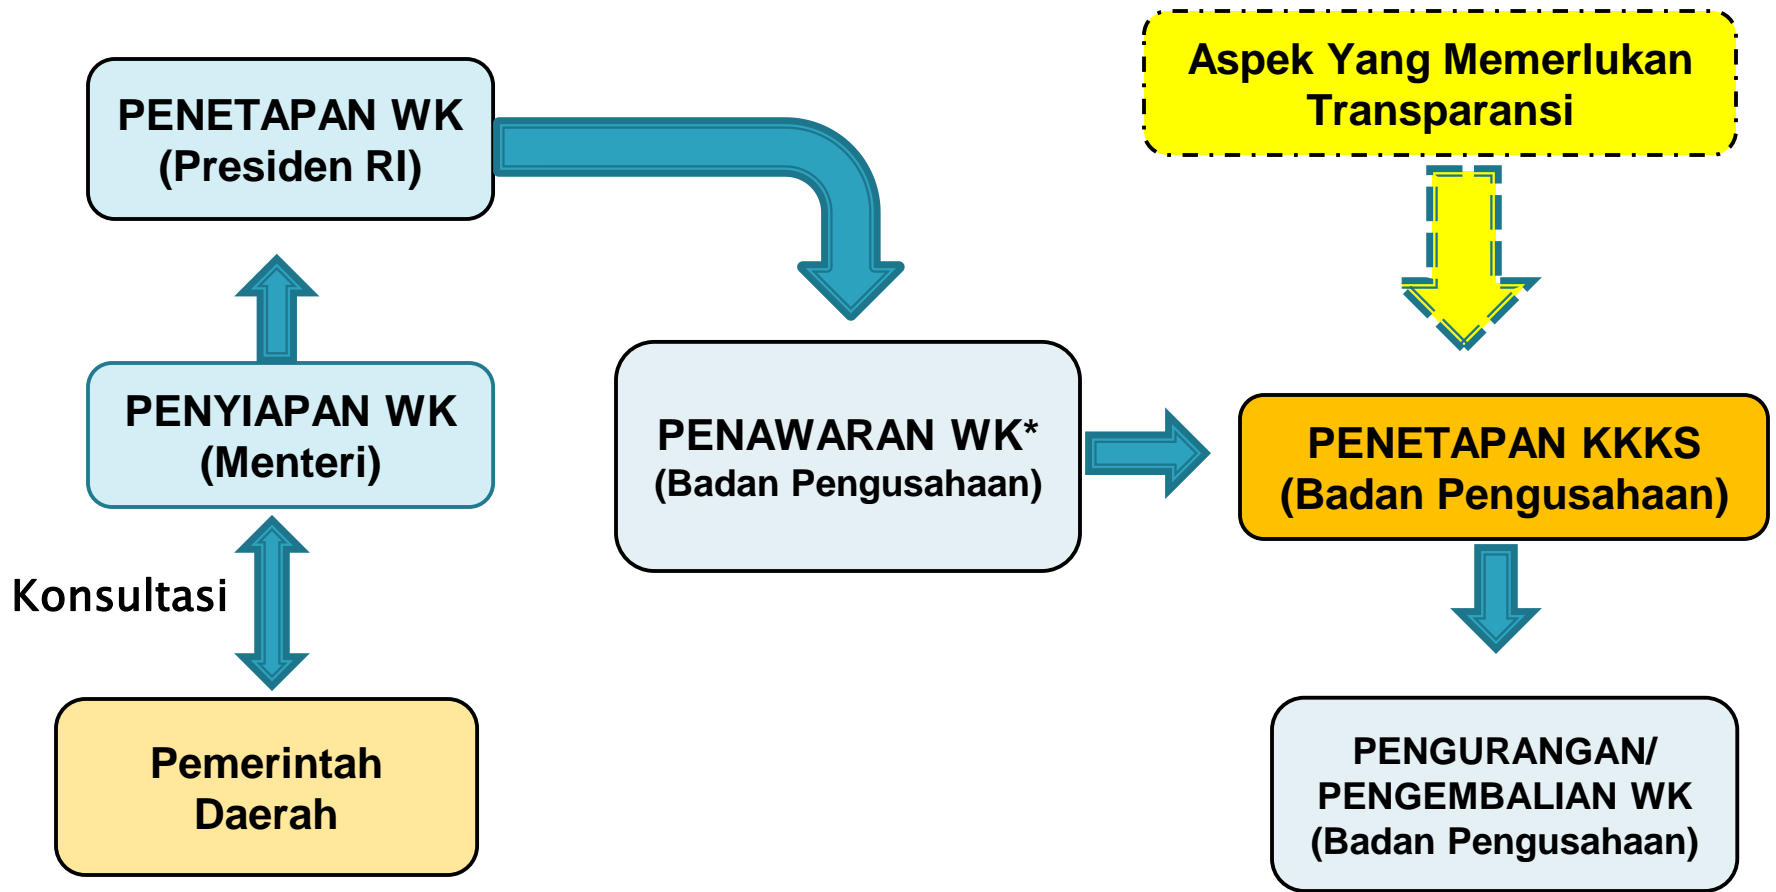 Aspek Yang Memerlukan
Transparansi
PENETAPAN WK
(Presiden RI)
PENYIAPAN WK
(Menteri)
PENAWARAN WK*
(Badan Pengusahaan)
PENETAPAN KKKS
(Badan Pengusahaan)
Konsultasi
Pemerintah
Daerah
PENGURANGAN/
PENGEMBALIAN WK
(Badan Pengusahaan)